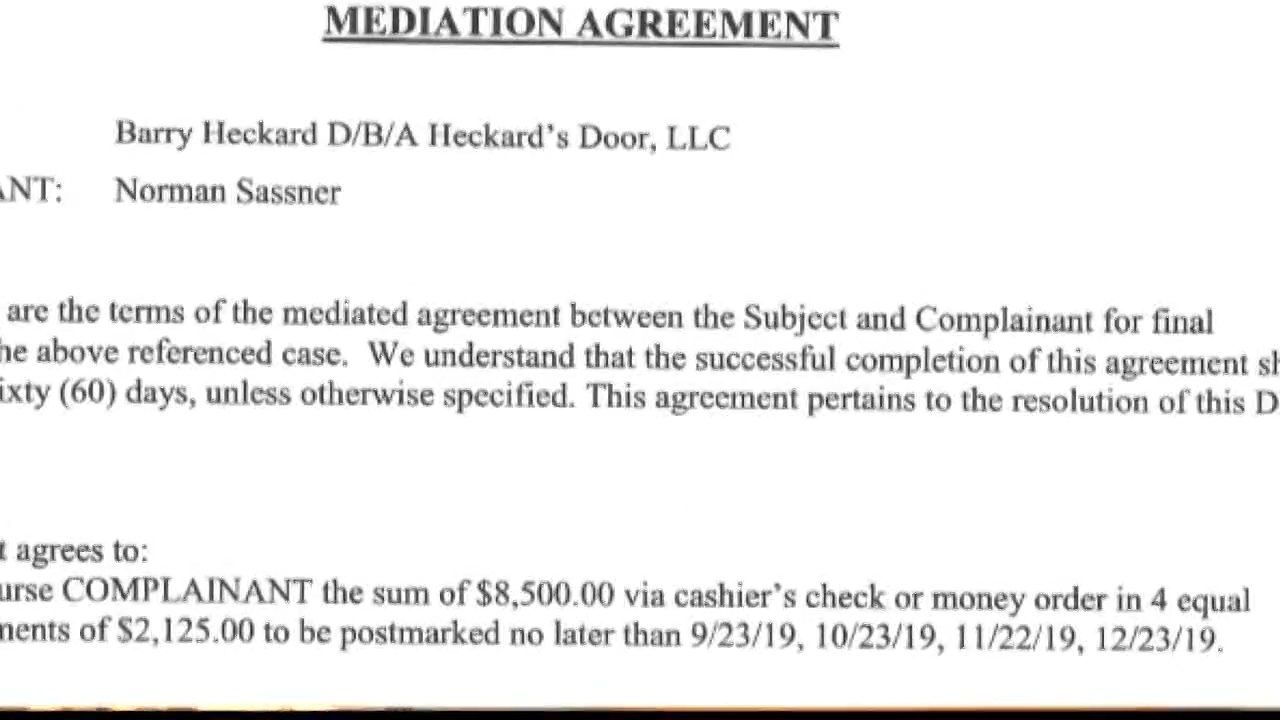 MEDIATION AGREEMENT
Barry Heckard D/B/A Heckard's Door, LLC
ANT: Norman Sassner
are the terms of the mediated agreement between the Subject and Complainant for final
he above referenced case. We understand that the successful completion of this agreement sh
ixty (60) days, unless otherwise specified. This agreement pertains to the resolution of this D
t agrees to:
urse COMPLAINANT the sum of $8,500.00 via cashier's check or money order in 4 equal
ments of $2,125.00 to be postmarked no later than 9/23/19, 10/23/19, 11/22/19, 12/23/19.